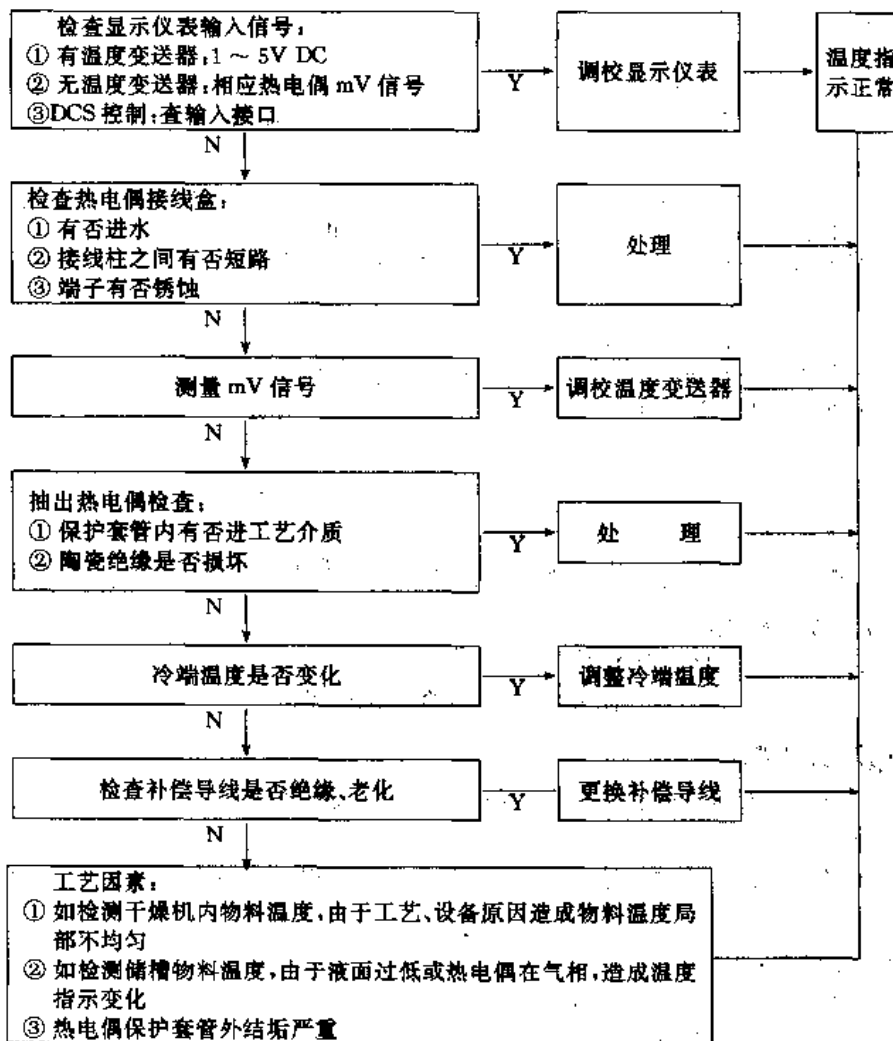 检查显示仪表输入信号:
① 有温度变送器:1～5V DC
② 无温度变送器:相应热电偶 mV 信号
③DCS 控制:查输入接口
Y
调校显示仪表
温度指
示正常
N
检查热电偶接线盒:
① 有否进水
② 接线柱之间有否短路
③ 端子有否锈蚀
Y
处理
N
测量 mV 信号
Y
调校温度变送器
N
抽出热电偶检查:
① 保护套管内有否进工艺介质
② 陶瓷绝缘是否损坏
Y
处 理
N
冷端温度是否变化
Y
调整冷端温度
N
检查补偿导线是否绝缘、老化
Y
更换补偿导线
N
工艺因素:
① 如检测干燥机内物料温度,由于工艺、设备原因造成物料温度局
部不均匀
② 如检测储槽物料温度,由于液面过低或热电偶在气相,造成温度
指示变化
③ 热电偶保护套管外结垢严重